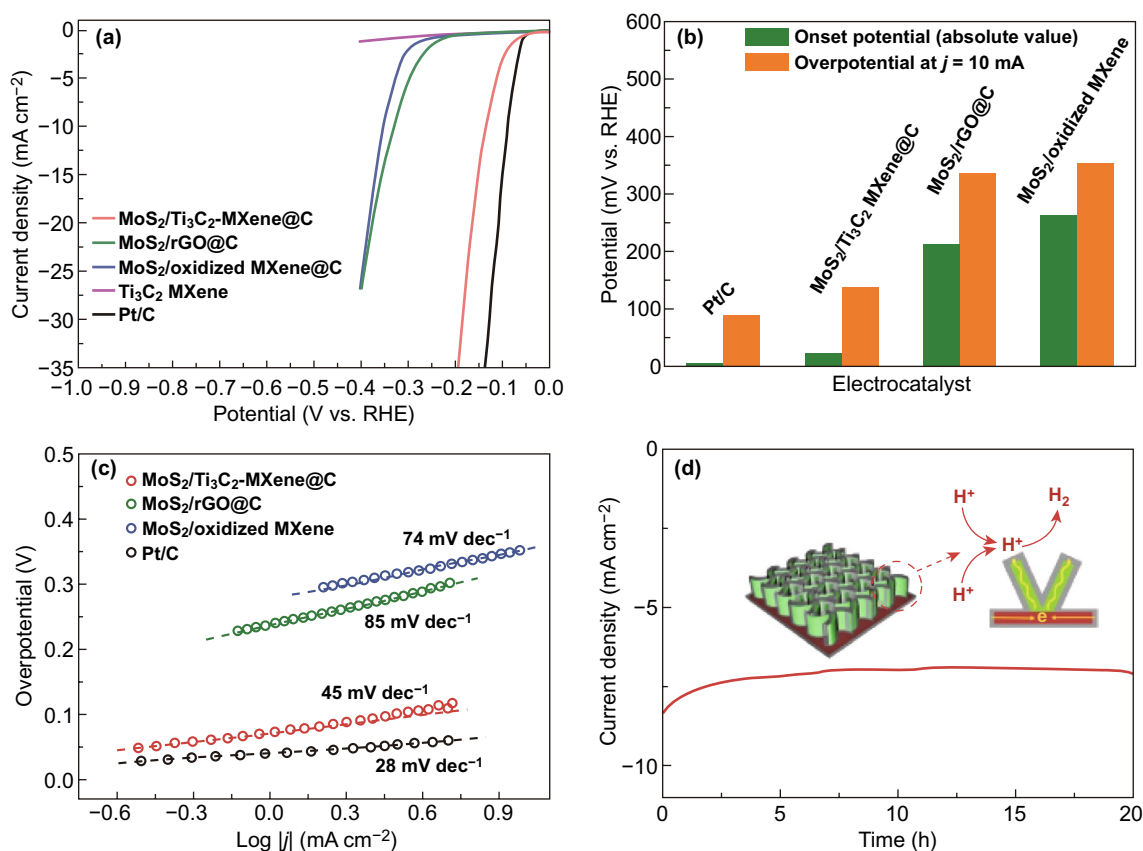 (a)
0
−5
−10
−15
−20
−25
−30
−35
Current density (mA cm−2)
MoS2/Ti3C2-MXene@C
MoS2/rGO@C
MoS2/oxidized MXene@C
Ti3C2 MXene
Pt/C
−1.0 −0.9 −0.8 −0.7 −0.6 −0.5 −0.4 −0.3 −0.2 −0.1 0.0
Potential (V vs. RHE)
(b)
600
500
400
300
200
100
0
Potential (mV vs. RHE)
Onset potential (absolute value)
Overpotential at j = 10 mA
Pt/C
MoS2/Ti3C2 MXene@C
MoS2/rGO@C
MoS2/oxidized MXene
Electrocatalyst
(c)
0.5
0.4
0.3
0.2
0.1
0.0
Overpotential (V)
MoS2/Ti3C2-MXene@C
MoS2/rGO@C
MoS2/oxidized MXene
Pt/C
74 mV dec−1
85 mV dec−1
45 mV dec−1
28 mV dec−1
−0.6 −0.3 0.0 0.3 0.6 0.9
Log |j| (mA cm−2)
(d)
0
−5
−10
Current density (mA cm−2)
H+
H2
H+
H+
e
0 5 10 15 20
Time (h)